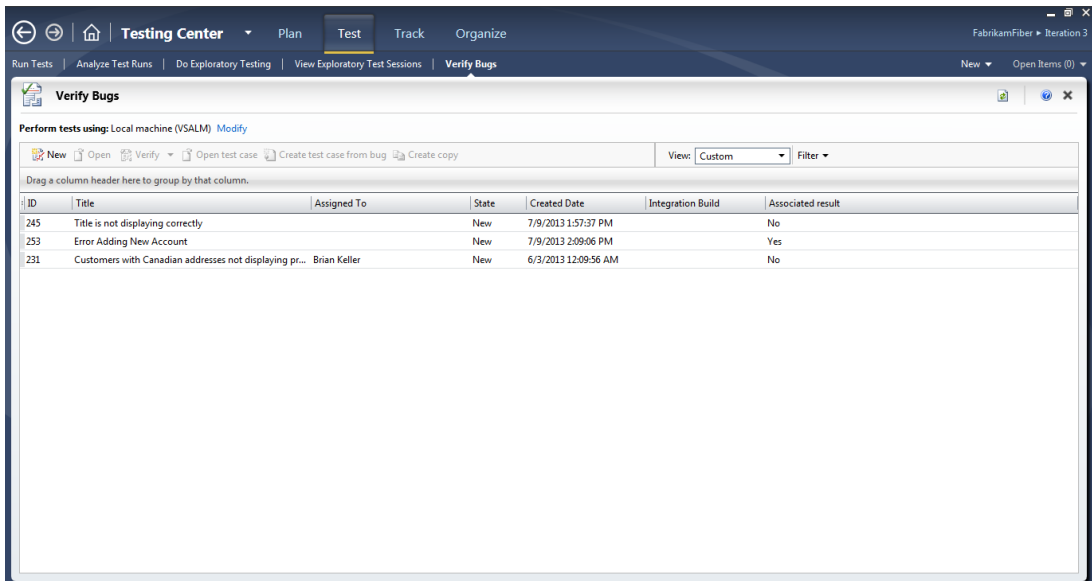 Testing Center Plan Test Track Organize FabrikamFiber ▸ Iteration 3
Run Tests | Analyze Test Runs | Do Exploratory Testing | View Exploratory Test Sessions | Verify Bugs New Open Items (0)
Verify Bugs
Perform tests using: Local machine (VSALM) Modify
New Open Verify Open test case Create test case from bug Create copy View: Custom Filter
Drag a column header here to group by that column.
ID Title Assigned To State Created Date Integration Build Associated result
245 Title is not displaying correctly New 7/9/2013 1:57:37 PM No
253 Error Adding New Account New 7/9/2013 2:09:06 PM Yes
231 Customers with Canadian addresses not displaying pr... Brian Keller New 6/3/2013 12:09:56 AM No